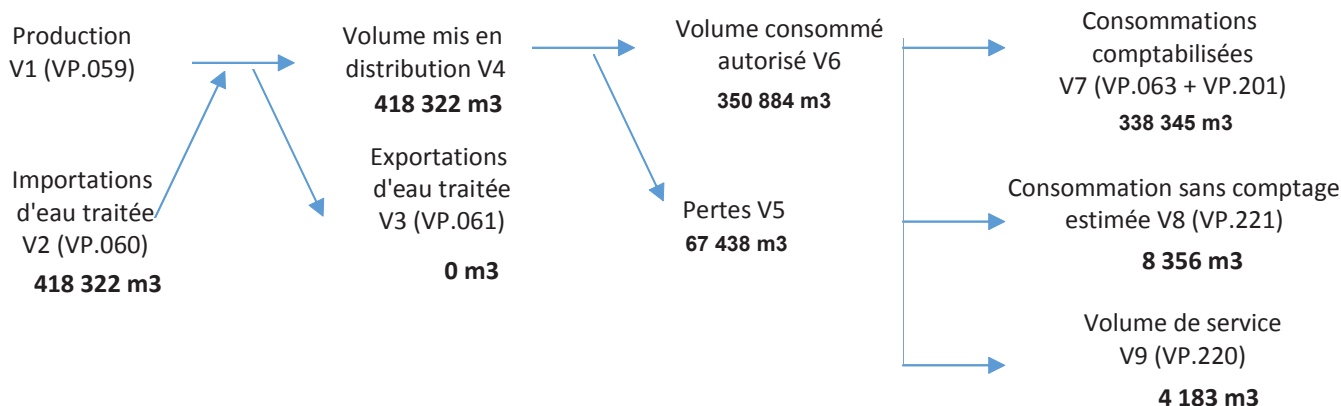 Production
V1 (VP.059)
Importations
d'eau traitée
V2 (VP.060)
418 322 m3
Volume mis en
distribution V4
418 322 m3
Exportations
d'eau traitée
V3 (VP.061)
0 m3
Volume consommé
autorisé V6
350 884 m3
Pertes V5
67 438 m3
Consommations
comptabilisées
V7 (VP.063 + VP.201)
338 345 m3
Consommation sans comptage
estimée V8 (VP.221)
8 356 m3
Volume de service
V9 (VP.220)
4 183 m3